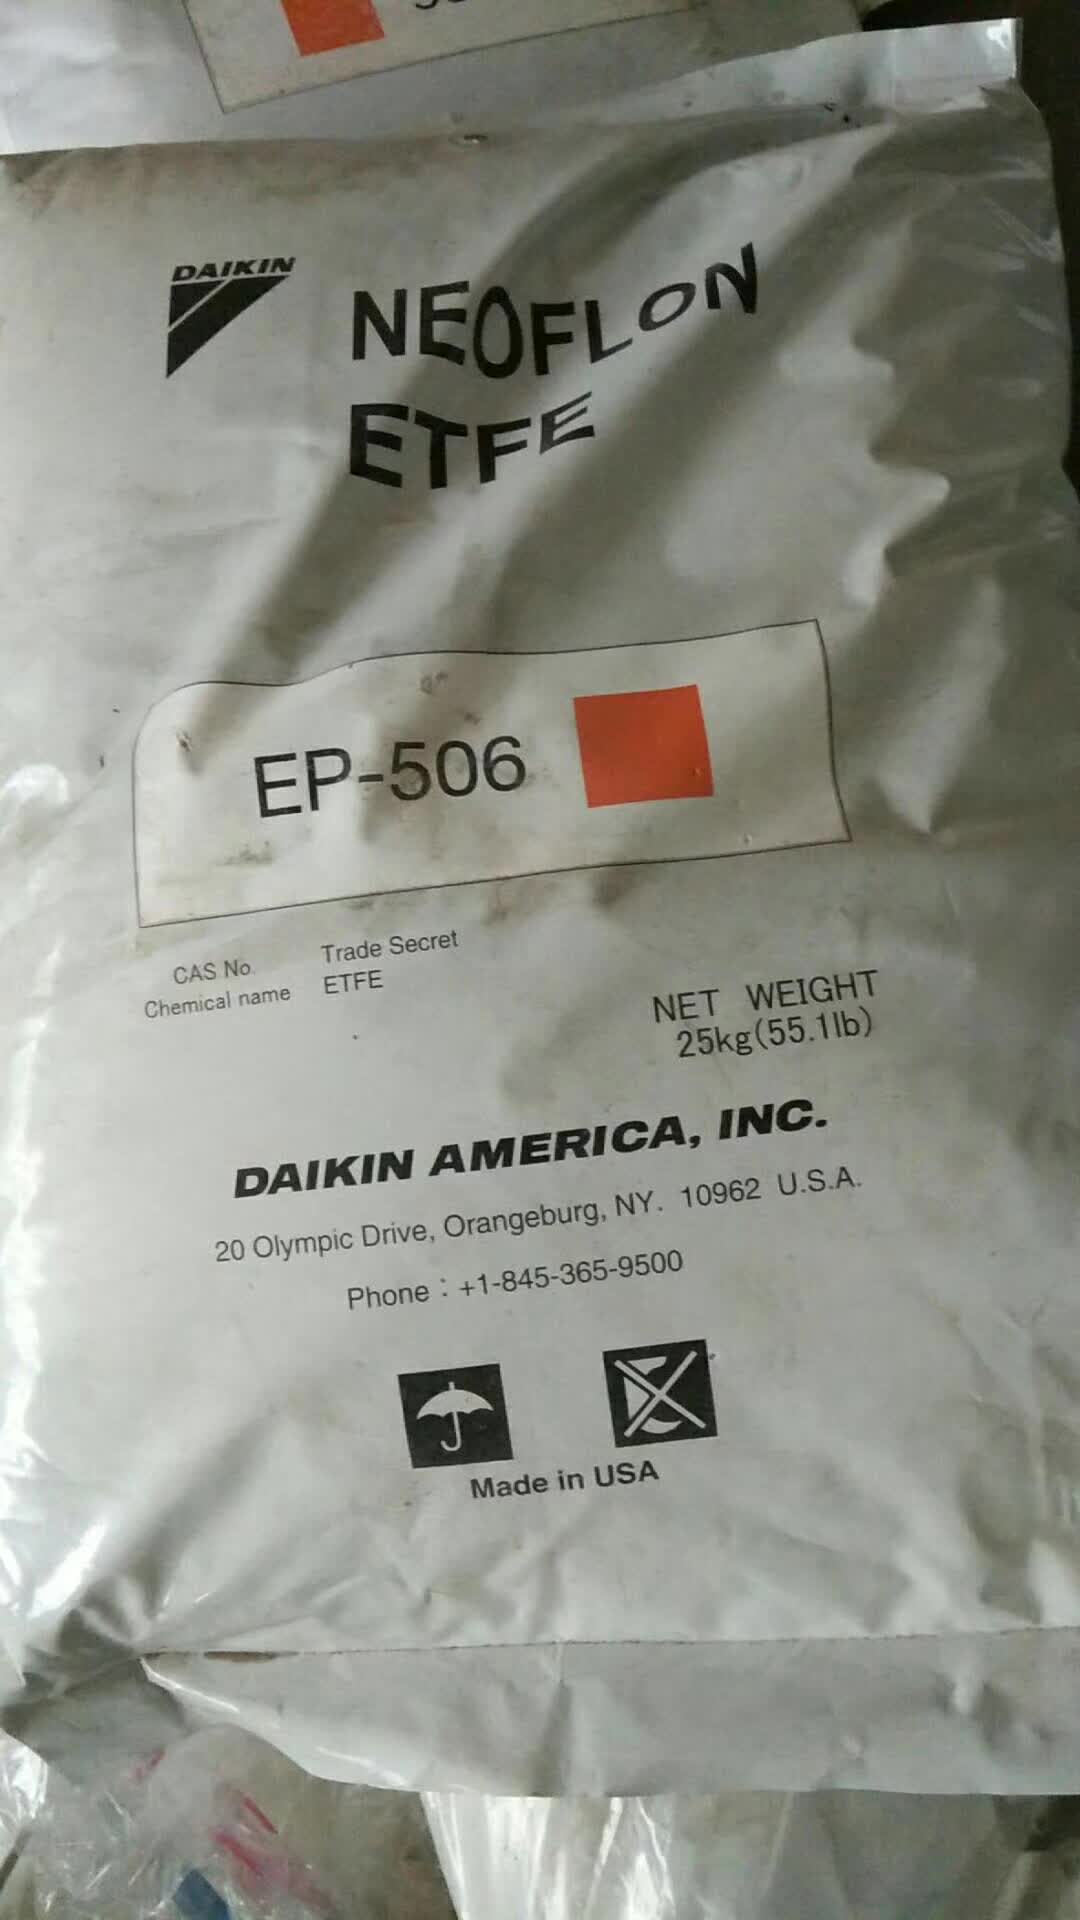 DAIKIN
NEOFLON
ETFE
EP-506
CAS No. Trade Secret
Chemical name ETFE
NET WEIGHT
25kg(55.1lb)
DAIKIN AMERICA, INC.
20 Olympic Drive, Orangeburg, NY. 10962 U.S.A.
Phone : +1-845-365-9500
Made in USA